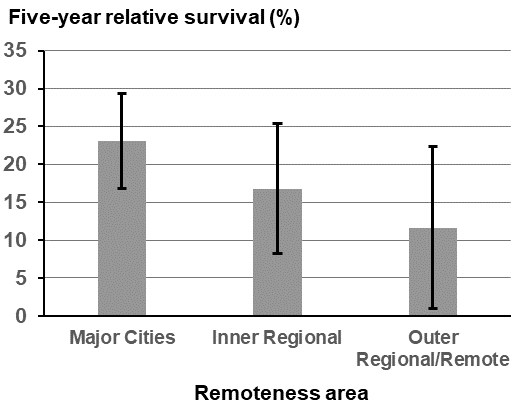 Five-year relative survival (%)
35
30
25
20
15
10
5
0
Major Cities
Inner Regional
Outer
Regional/Remote
Remoteness area